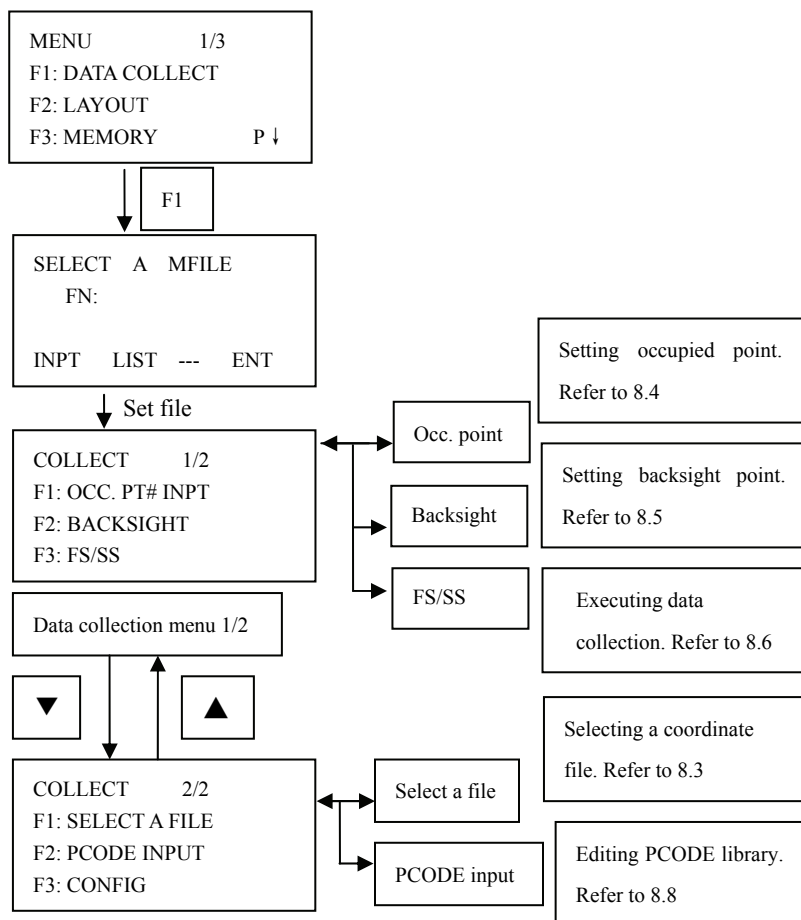 MENU 1/3
F1: DATA COLLECT
F2: LAYOUT
F3: MEMORY P↓
F1
SELECT A MFILE
FN:
INPT LIST --- ENT
Set file
COLLECT 1/2
F1: OCC. PT# INPT
F2: BACKSIGHT
F3: FS/SS
Occ. point
Setting occupied point.
Refer to 8.4
Backsight
Setting backsight point.
Refer to 8.5
FS/SS
Executing data
collection. Refer to 8.6
Data collection menu 1/2
▼ ▲
COLLECT 2/2
F1: SELECT A FILE
F2: PCODE INPUT
F3: CONFIG
Select a file
Selecting a coordinate
file. Refer to 8.3
PCODE input
Editing PCODE library.
Refer to 8.8